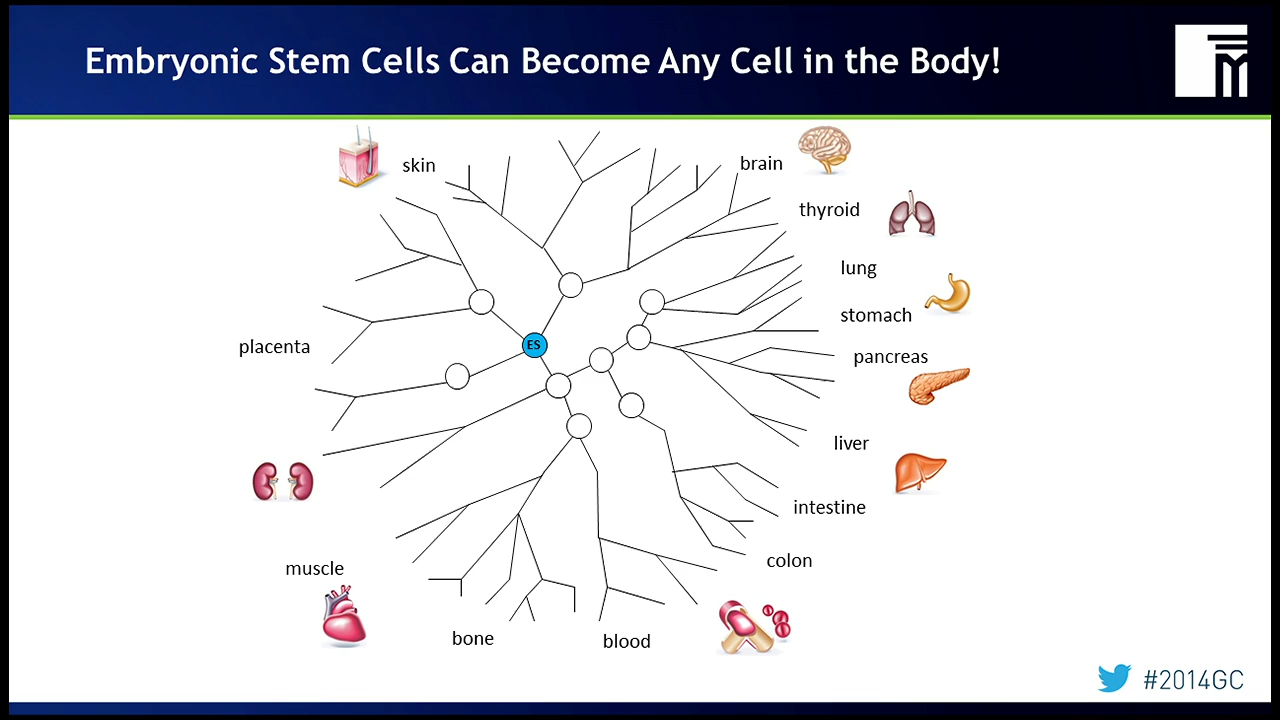 Embryonic Stem Cells Can Become Any Cell in the Body!
skin
brain
thyroid
lung
stomach
placenta
ES
pancreas
liver
intestine
colon
muscle
bone
blood
#2014GC